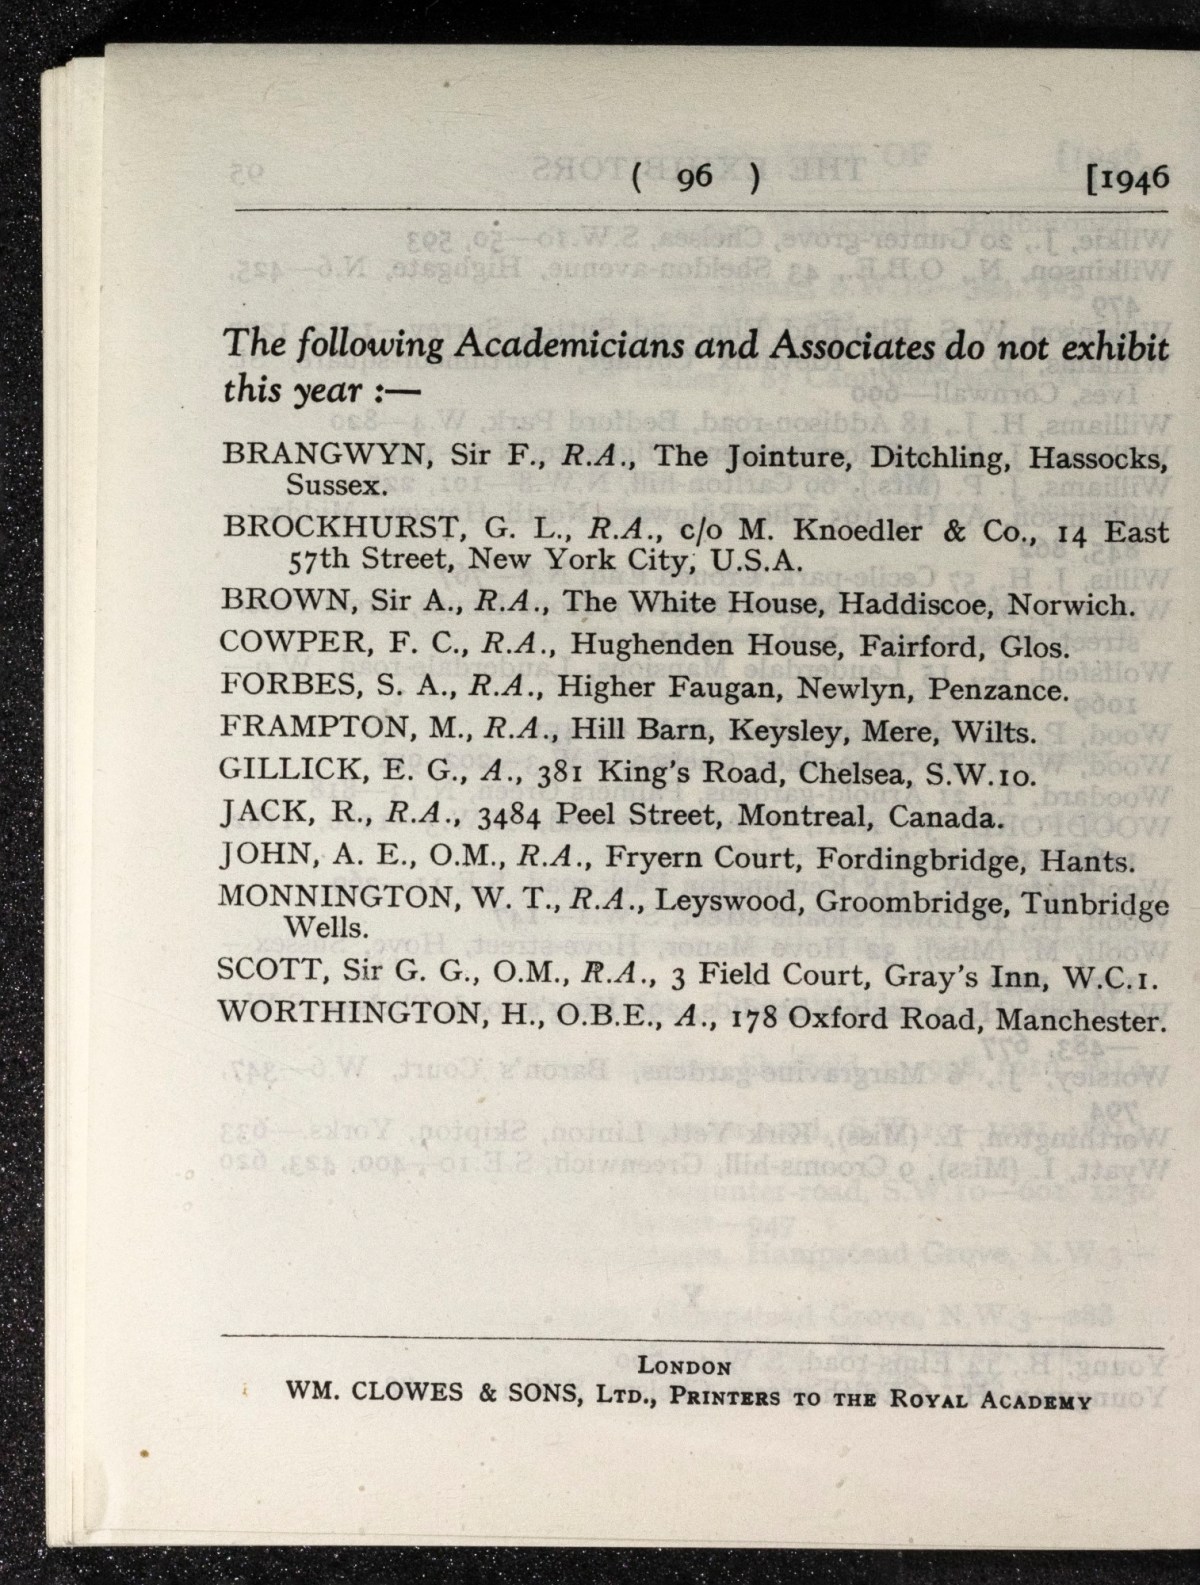 ( 96 ) [1946
The following Academicians and Associates do not exhibit
this year :—
BRANGWYN, Sir F., R.A., The Jointure, Ditchling, Hassocks,
Sussex.
BROCKHURST, G. L., R.A., c/o M. Knoedler & Co., 14 East
57th Street, New York City, U.S.A.
BROWN, Sir A., R.A., The White House, Haddiscoe, Norwich.
COWPER, F. C., R.A., Hughenden House, Fairford, Glos.
FORBES, S. A., R.A., Higher Faugan, Newlyn, Penzance.
FRAMPTON, M., R.A., Hill Barn, Keysley, Mere, Wilts.
GILLICK, E. G., A., 381 King's Road, Chelsea, S.W.10.
JACK, R., R.A., 3484 Peel Street, Montreal, Canada.
JOHN, A. E., O.M., R.A., Fryern Court, Fordingbridge, Hants.
MONNINGTON, W. T., R.A., Leyswood, Groombridge, Tunbridge
Wells.
SCOTT, Sir G. G., O.M., R.A., 3 Field Court, Gray's Inn, W.C.1.
WORTHINGTON, H., O.B.E., A., 178 Oxford Road, Manchester.
LONDON
WM. CLOWES & SONS, LTD., PRINTERS TO THE ROYAL ACADEMY